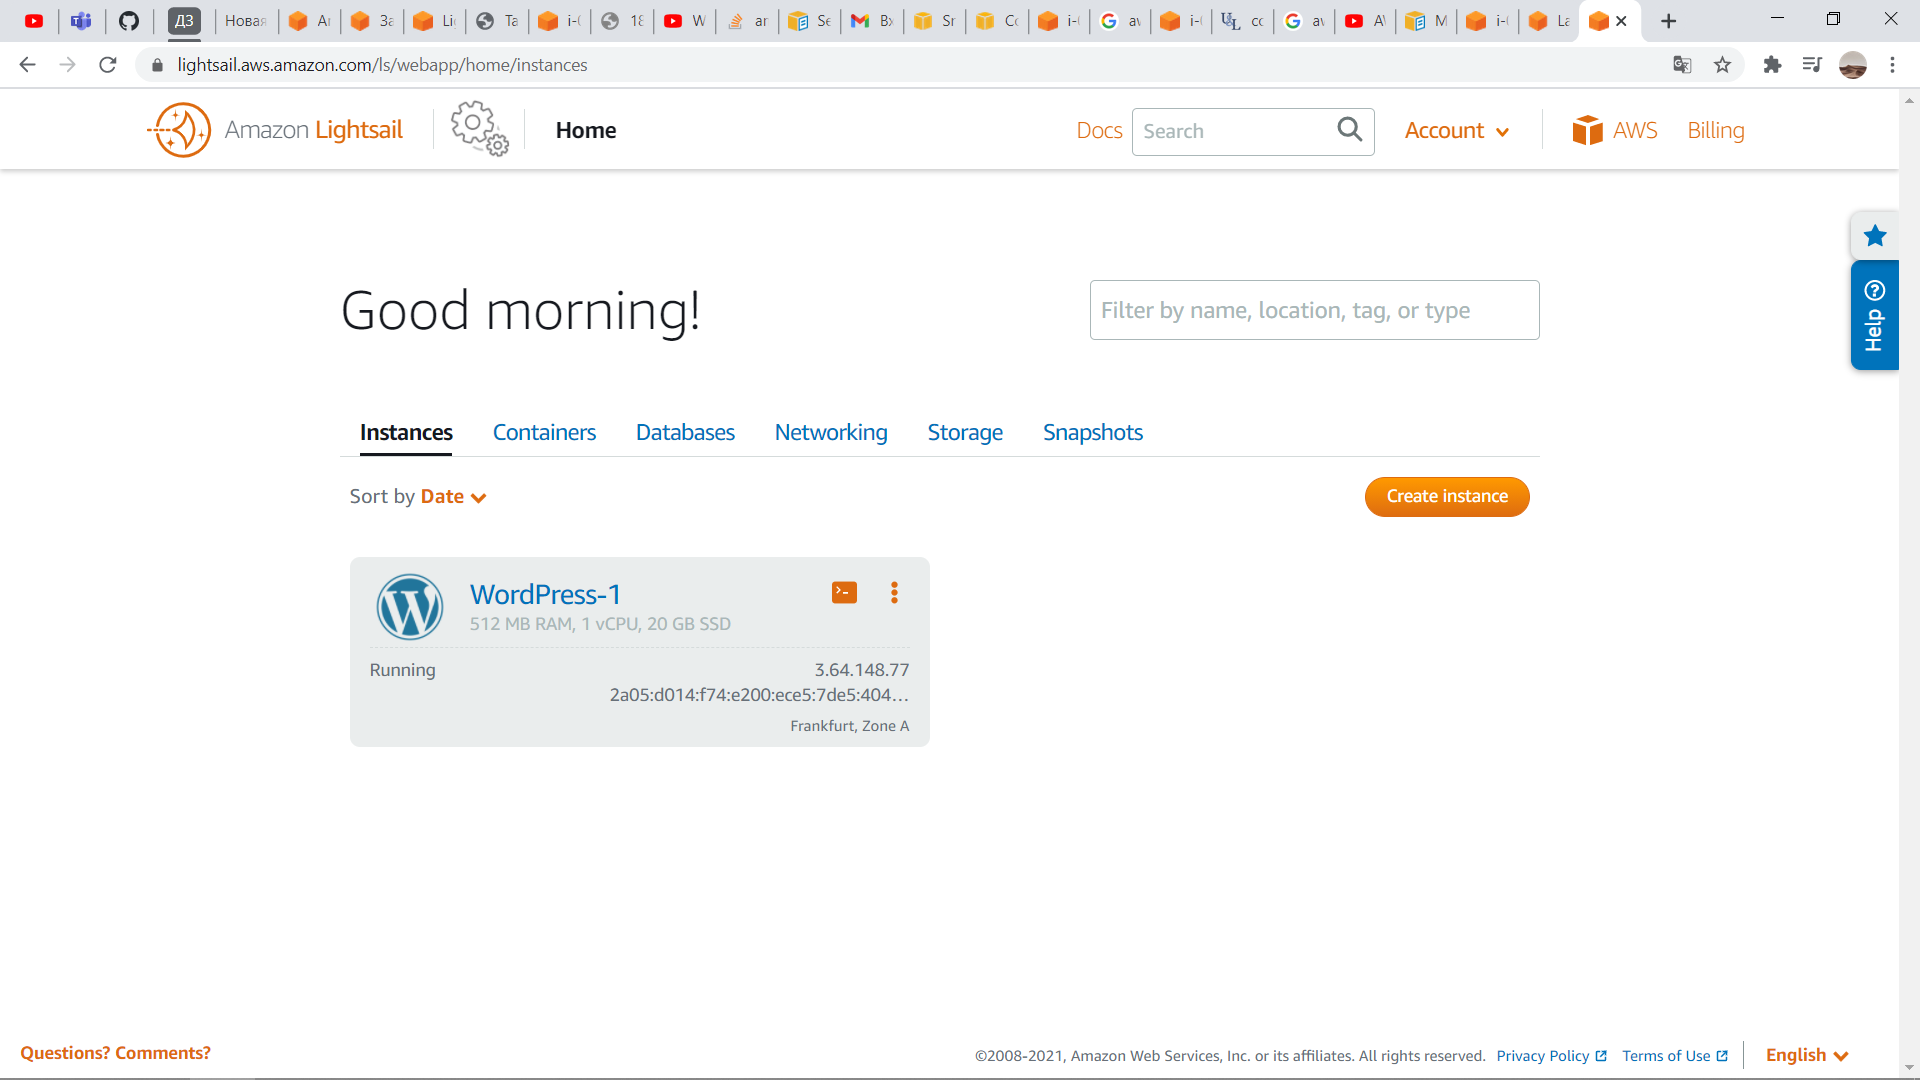 ДЗ
Новая
Ar
За
Li
Ta
i-
18
W
ar
Se
Вх
Sr
Co
i-
av
i-
UL
cc
av
A
M
i-
La
lightsail.aws.amazon.com/ls/webapp/home/instances
Amazon Lightsail
Home
Docs
Search
Account
AWS
Billing
Help
Good morning!
Filter by name, location, tag, or type
Instances
Containers
Databases
Networking
Storage
Snapshots
Sort by Date
Create instance
WordPress-1
512 MB RAM, 1 vCPU, 20 GB SSD
Running
3.64.148.77
2a05:d014:f74:e200:ece5:7de5:404...
Frankfurt, Zone A
Questions? Comments?
©2008-2021, Amazon Web Services, Inc. or its affiliates. All rights reserved.
Privacy Policy
Terms of Use
English